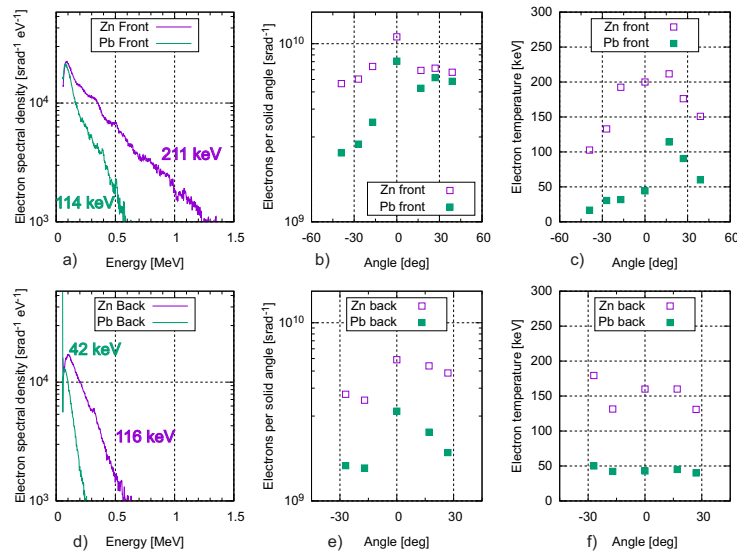 Electron spectral density [srad⁻¹ eV⁻¹]
10⁴
10³
Zn Front
Pb Front
211 keV
114 keV
0 0.5 1 1.5
a) Energy [MeV]
Electrons per solid angle [srad⁻¹]
10¹⁰
10⁹
Zn front
Pb front
-60 -30 0 30 60
b) Angle [deg]
Electron temperature [keV]
300
250
200
150
100
50
0
Zn front
Pb front
-60 -30 0 30 60
c) Angle [deg]
Electron spectral density [srad⁻¹ eV⁻¹]
10⁴
10³
Zn Back
Pb Back
42 keV
116 keV
0 0.5 1 1.5
d) Energy [MeV]
Electrons per solid angle [srad⁻¹]
10¹⁰
10⁹
Zn back
Pb back
-30 0 30
e) Angle [deg]
Electron temperature [keV]
300
250
200
150
100
50
0
Zn back
Pb back
-30 0 30
f) Angle [deg]